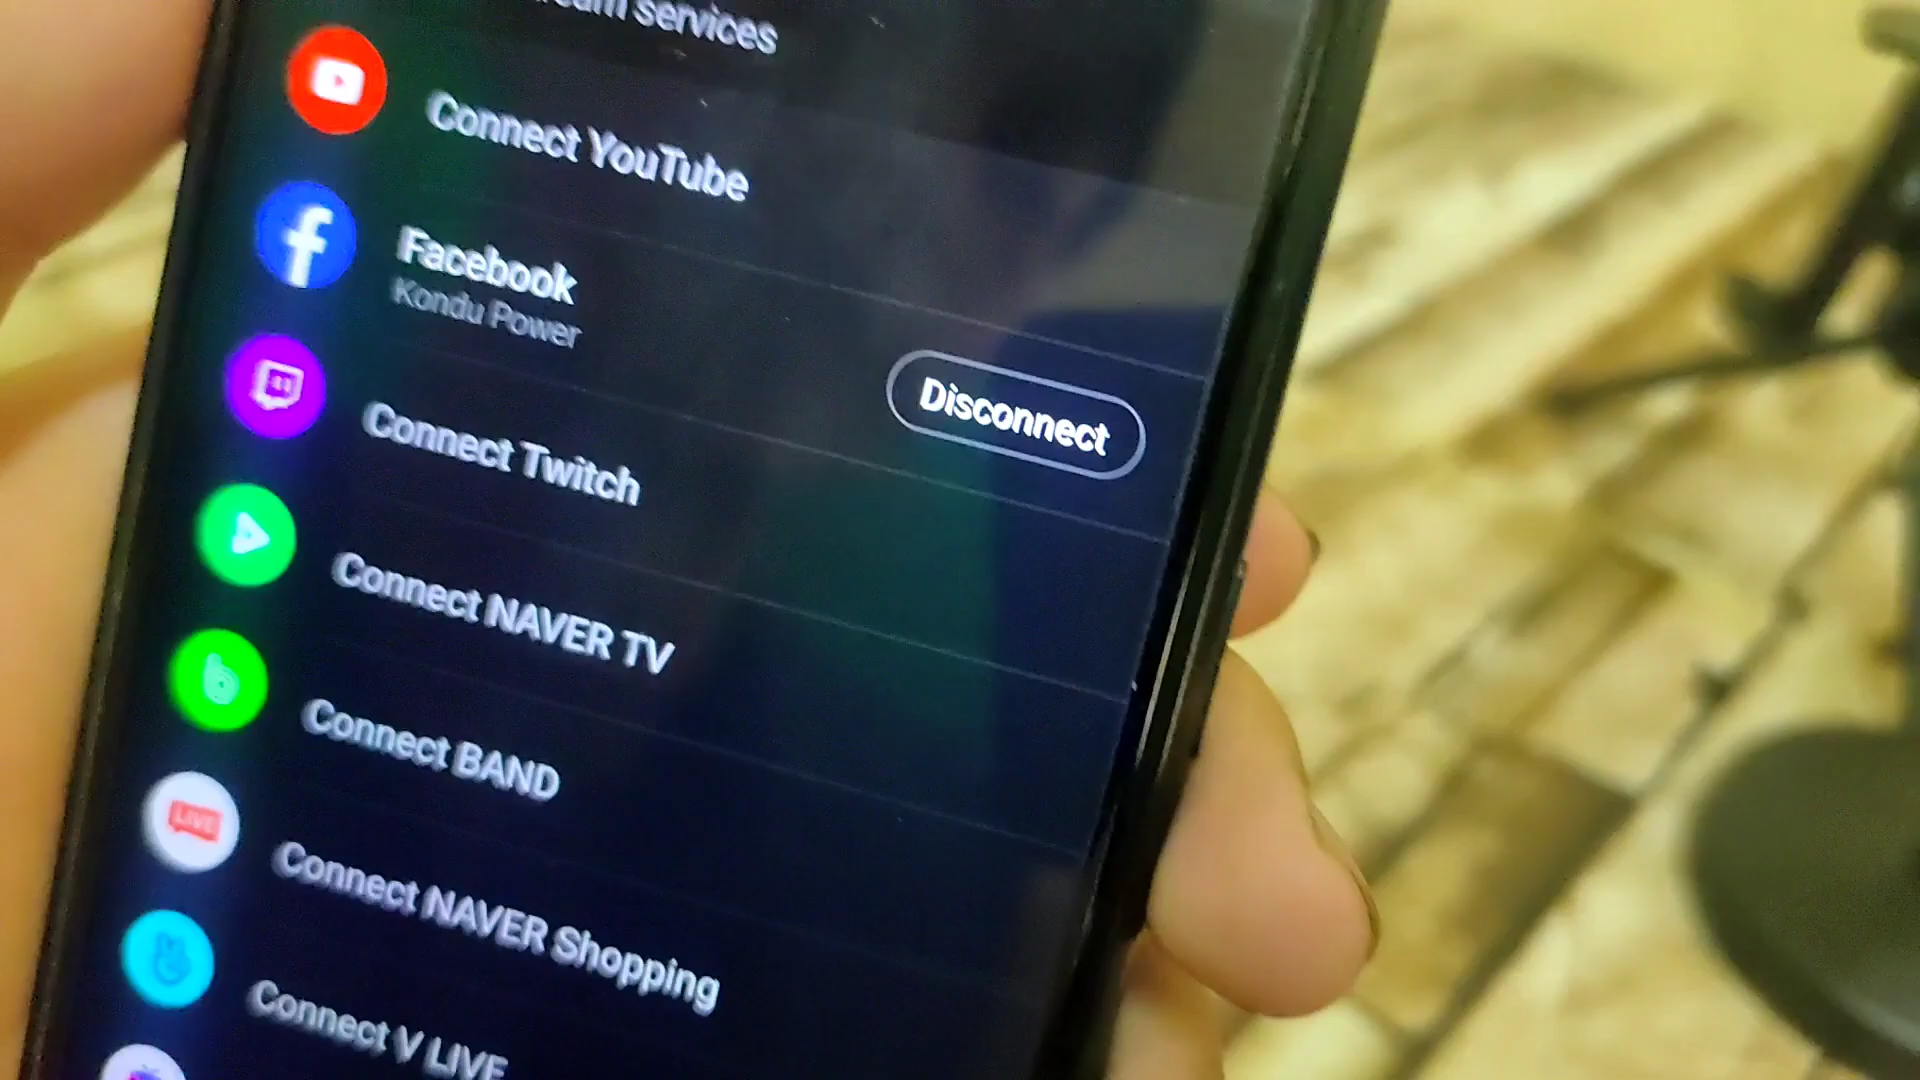 services
Connect YouTube
Facebook
Kondu Power
Disconnect
Connect Twitch
Connect NAVER TV
Connect BAND
LIVE
Connect NAVER Shopping
Connect V LIVE